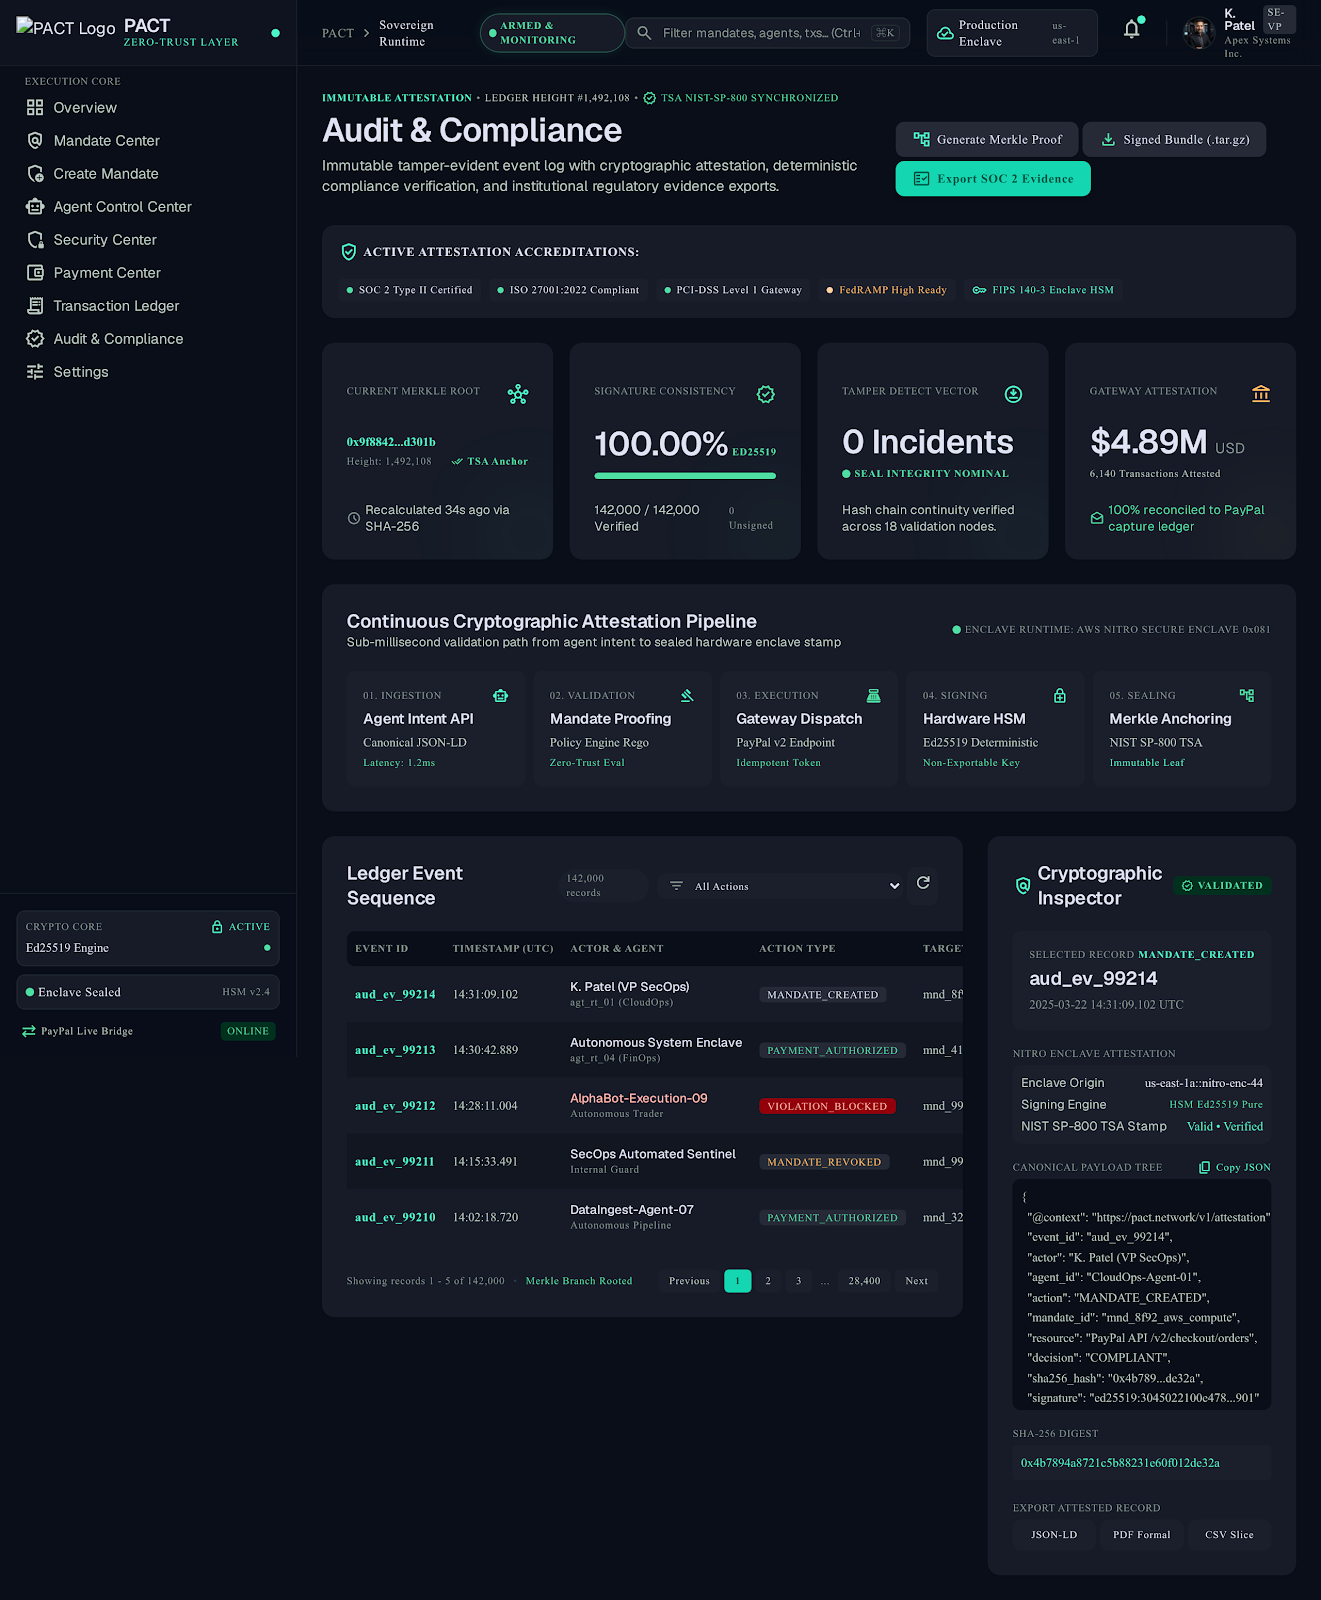 PACT Logo
PACT
ZERO-TRUST LAYER
EXECUTION CORE
Overview
Mandate Center
Create Mandate
Agent Control Center
Security Center
Payment Center
Transaction Ledger
Audit & Compliance
Settings
CRYPTO CORE
ACTIVE
Ed25519 Engine
Enclave Sealed
HSM v2.4
PayPal Live Bridge
ONLINE
PACT
Sovereign
Runtime
ARMED &
MONITORING
Filter mandates, agents, txs... (Ctrl+
⌘K
Production
Enclave
us-
east-1
K.
Patel
SE-
VP
Apex Systems
Inc.
IMMUTABLE ATTESTATION • LEDGER HEIGHT #1,492,108 • TSA NIST-SP-800 SYNCHRONIZED
Audit & Compliance
Immutable tamper-evident event log with cryptographic attestation, deterministic
compliance verification, and institutional regulatory evidence exports.
Generate Merkle Proof
Signed Bundle (.tar.gz)
Export SOC 2 Evidence
ACTIVE ATTESTATION ACCREDITATIONS:
SOC 2 Type II Certified
ISO 27001:2022 Compliant
PCI-DSS Level 1 Gateway
FedRAMP High Ready
FIPS 140-3 Enclave HSM
CURRENT MERKLE ROOT
0x9f8842...d301b
Height: 1,492,108
TSA Anchor
Recalculated 34s ago via
SHA-256
SIGNATURE CONSISTENCY
100.00% ED25519
142,000 / 142,000
Verified
0
Unsigned
TAMPER DETECT VECTOR
0 Incidents
SEAL INTEGRITY NOMINAL
Hash chain continuity verified
across 18 validation nodes.
GATEWAY ATTESTATION
$4.89M USD
6,140 Transactions Attested
100% reconciled to PayPal
capture ledger
Continuous Cryptographic Attestation Pipeline
Sub-millisecond validation path from agent intent to sealed hardware enclave stamp
ENCLAVE RUNTIME: AWS NITRO SECURE ENCLAVE 0x081
01. INGESTION
Agent Intent API
Canonical JSON-LD
Latency: 1.2ms
02. VALIDATION
Mandate Proofing
Policy Engine Rego
Zero-Trust Eval
03. EXECUTION
Gateway Dispatch
PayPal v2 Endpoint
Idempotent Token
04. SIGNING
Hardware HSM
Ed25519 Deterministic
Non-Exportable Key
05. SEALING
Merkle Anchoring
NIST SP-800 TSA
Immutable Leaf
Ledger Event
Sequence
142,000
records
All Actions
EVENT ID TIMESTAMP (UTC) ACTOR & AGENT ACTION TYPE TARGE
aud_ev_99214 14:31:09.102 K. Patel (VP SecOps) MANDATE_CREATED mnd_8f9
agt_rt_01 (CloudOps)
aud_ev_99213 14:30:42.889 Autonomous System Enclave PAYMENT_AUTHORIZED mnd_41
agt_rt_04 (FinOps)
aud_ev_99212 14:28:11.004 AlphaBot-Execution-09 VIOLATION_BLOCKED mnd_99
Autonomous Trader
aud_ev_99211 14:15:33.491 SecOps Automated Sentinel MANDATE_REVOKED mnd_99
Internal Guard
aud_ev_99210 14:02:18.720 DataIngest-Agent-07 PAYMENT_AUTHORIZED mnd_32
Autonomous Pipeline
Showing records 1 - 5 of 142,000 · Merkle Branch Rooted
Previous 1 2 3 ... 28,400 Next
Cryptographic
Inspector
VALIDATED
SELECTED RECORD MANDATE_CREATED
aud_ev_99214
2025-03-22 14:31:09.102 UTC
NITRO ENCLAVE ATTESTATION
Enclave Origin us-east-1a::nitro-enc-44
Signing Engine HSM Ed25519 Pure
NIST SP-800 TSA Stamp Valid • Verified
CANONICAL PAYLOAD TREE
Copy JSON
{
"@context": "https://pact.network/v1/attestation"
"event_id": "aud_ev_99214",
"actor": "K. Patel (VP SecOps)",
"agent_id": "CloudOps-Agent-01",
"action": "MANDATE_CREATED",
"mandate_id": "mnd_8f92_aws_compute",
"resource": "PayPal API /v2/checkout/orders",
"decision": "COMPLIANT",
"sha256_hash": "0x4b789...de32a",
"signature": "ed25519:3045022100e478...901"
SHA-256 DIGEST
0x4b7894a8721c5b88231e60f012de32a
EXPORT ATTESTED RECORD
JSON-LD
PDF Formal
CSV Slice